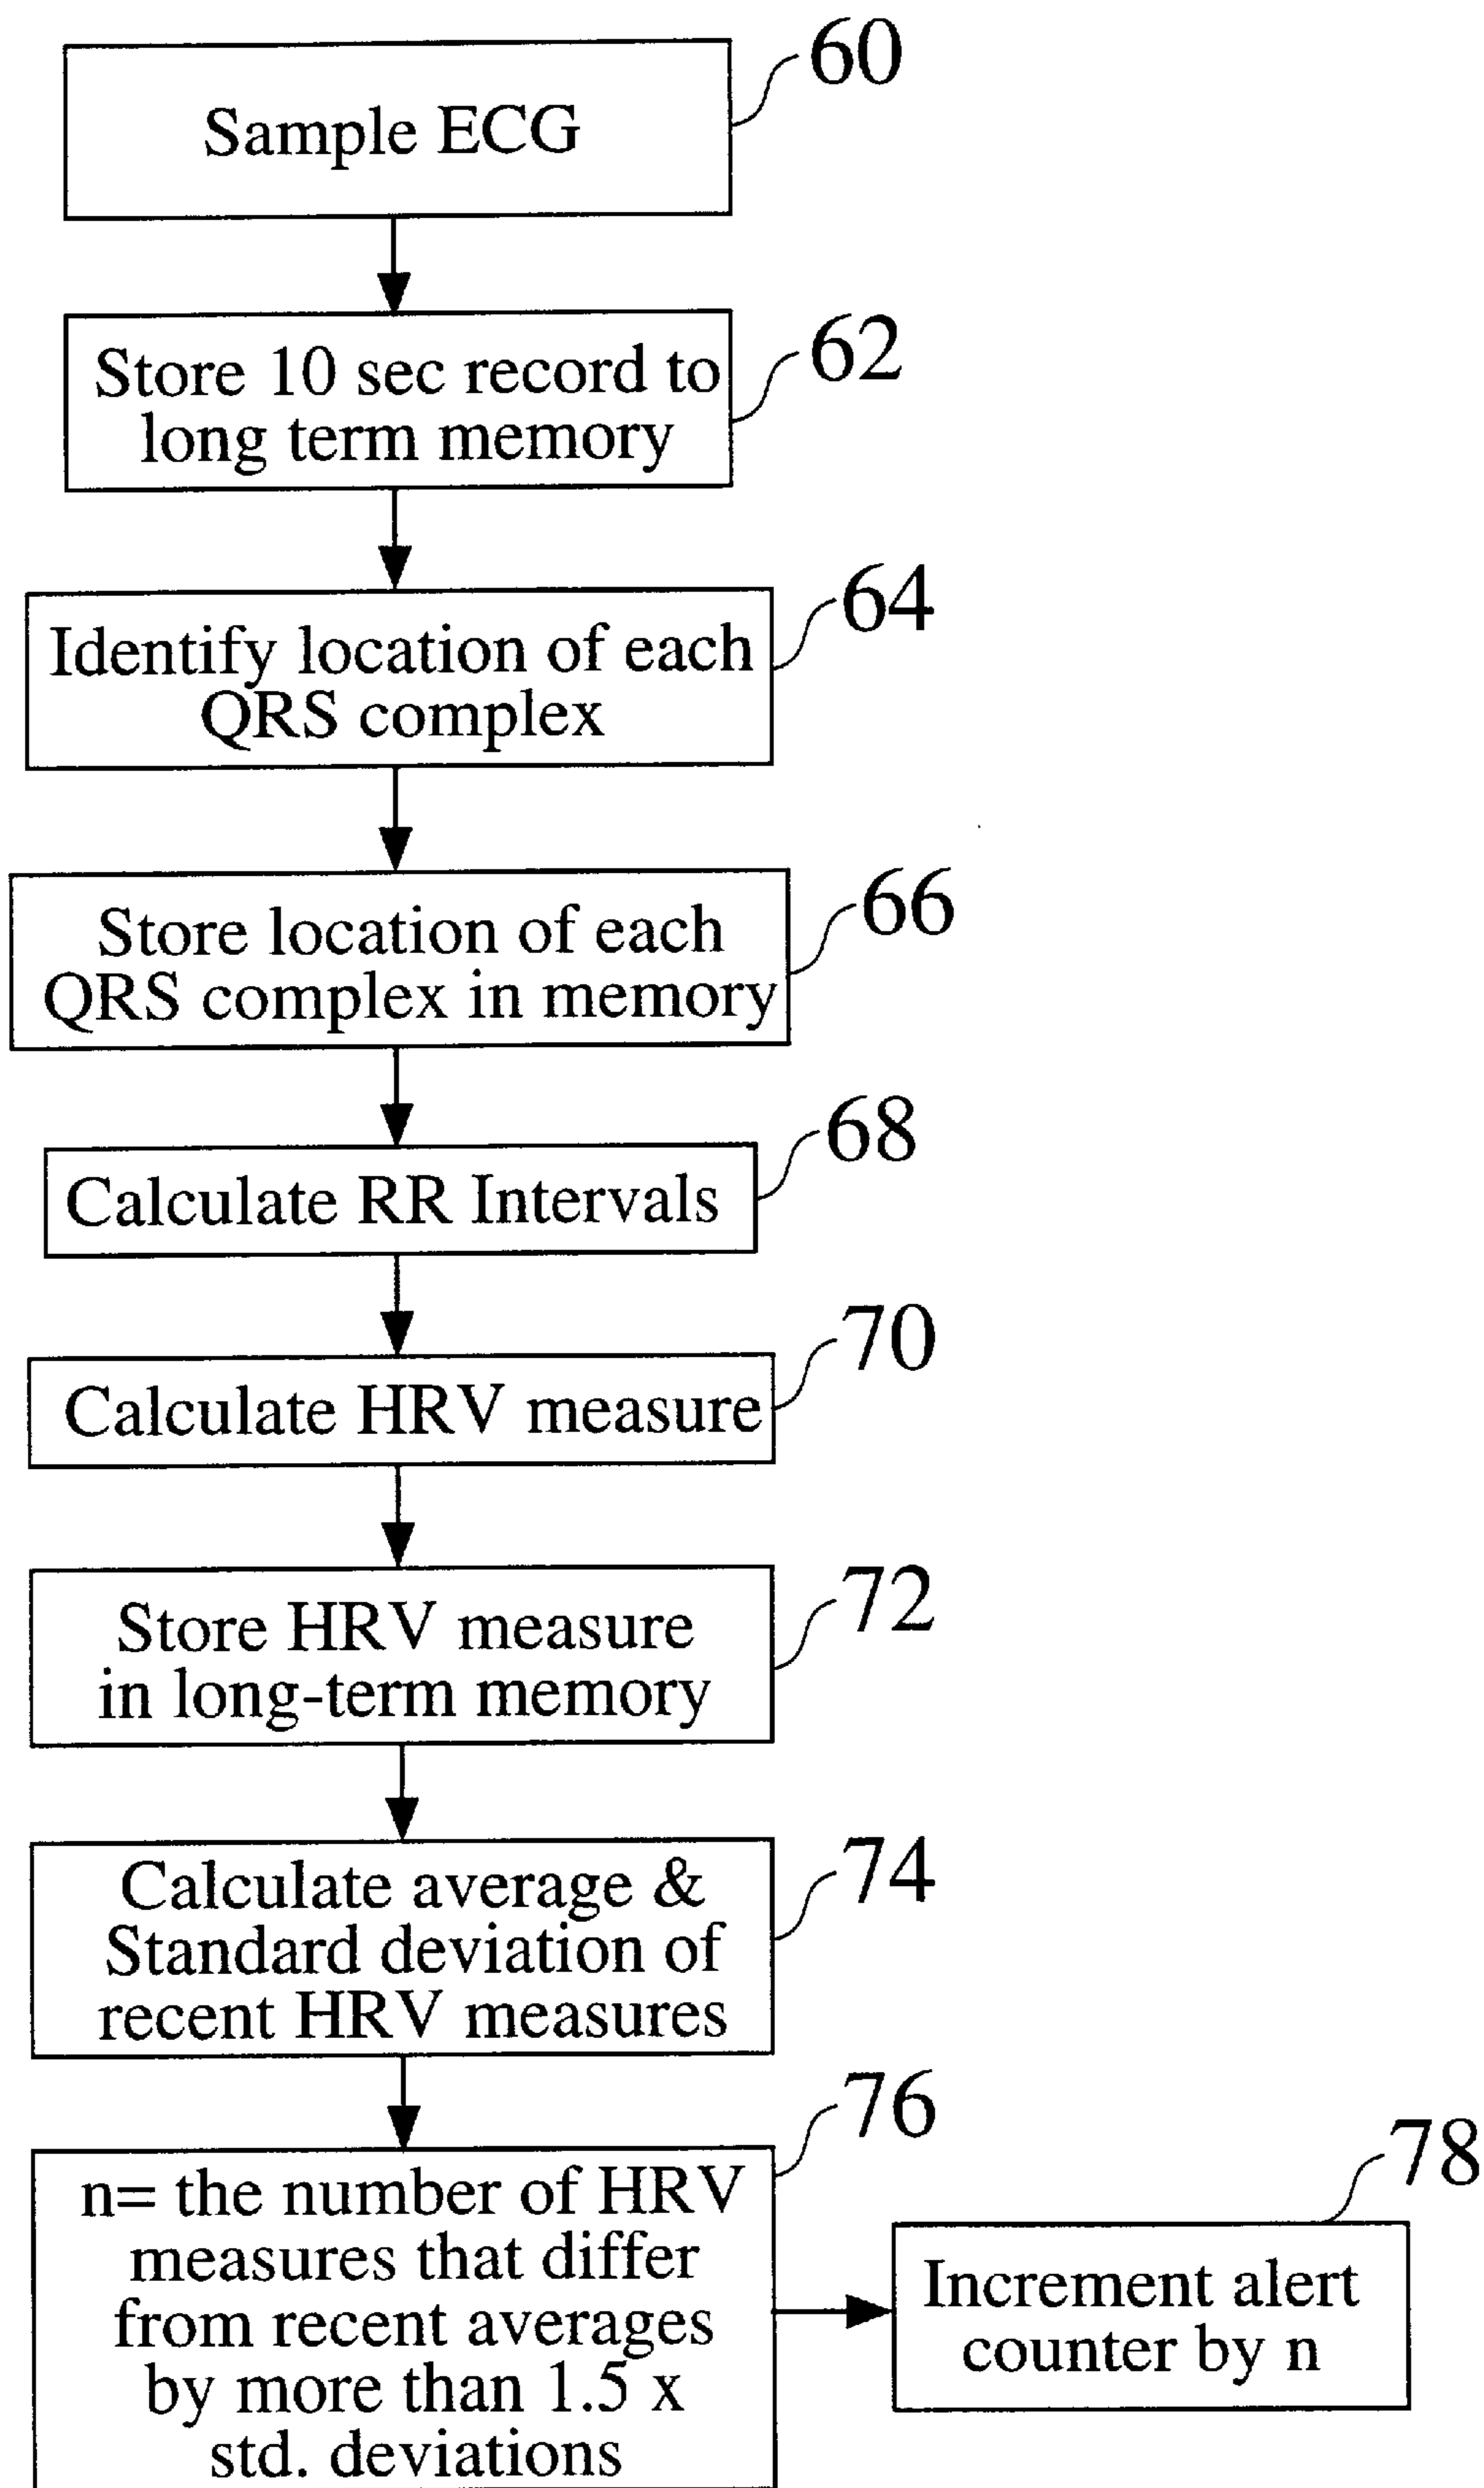 60
Sample ECG
62
Store 10 sec record to
long term memory
64
Identify location of each
QRS complex
66
Store location of each
QRS complex in memory
68
Calculate RR Intervals
70
Calculate HRV measure
72
Store HRV measure
in long-term memory
74
Calculate average &
Standard deviation of
recent HRV measures
76
n= the number of HRV
measures that differ
from recent averages
by more than 1.5 x
std. deviations
78
Increment alert
counter by n